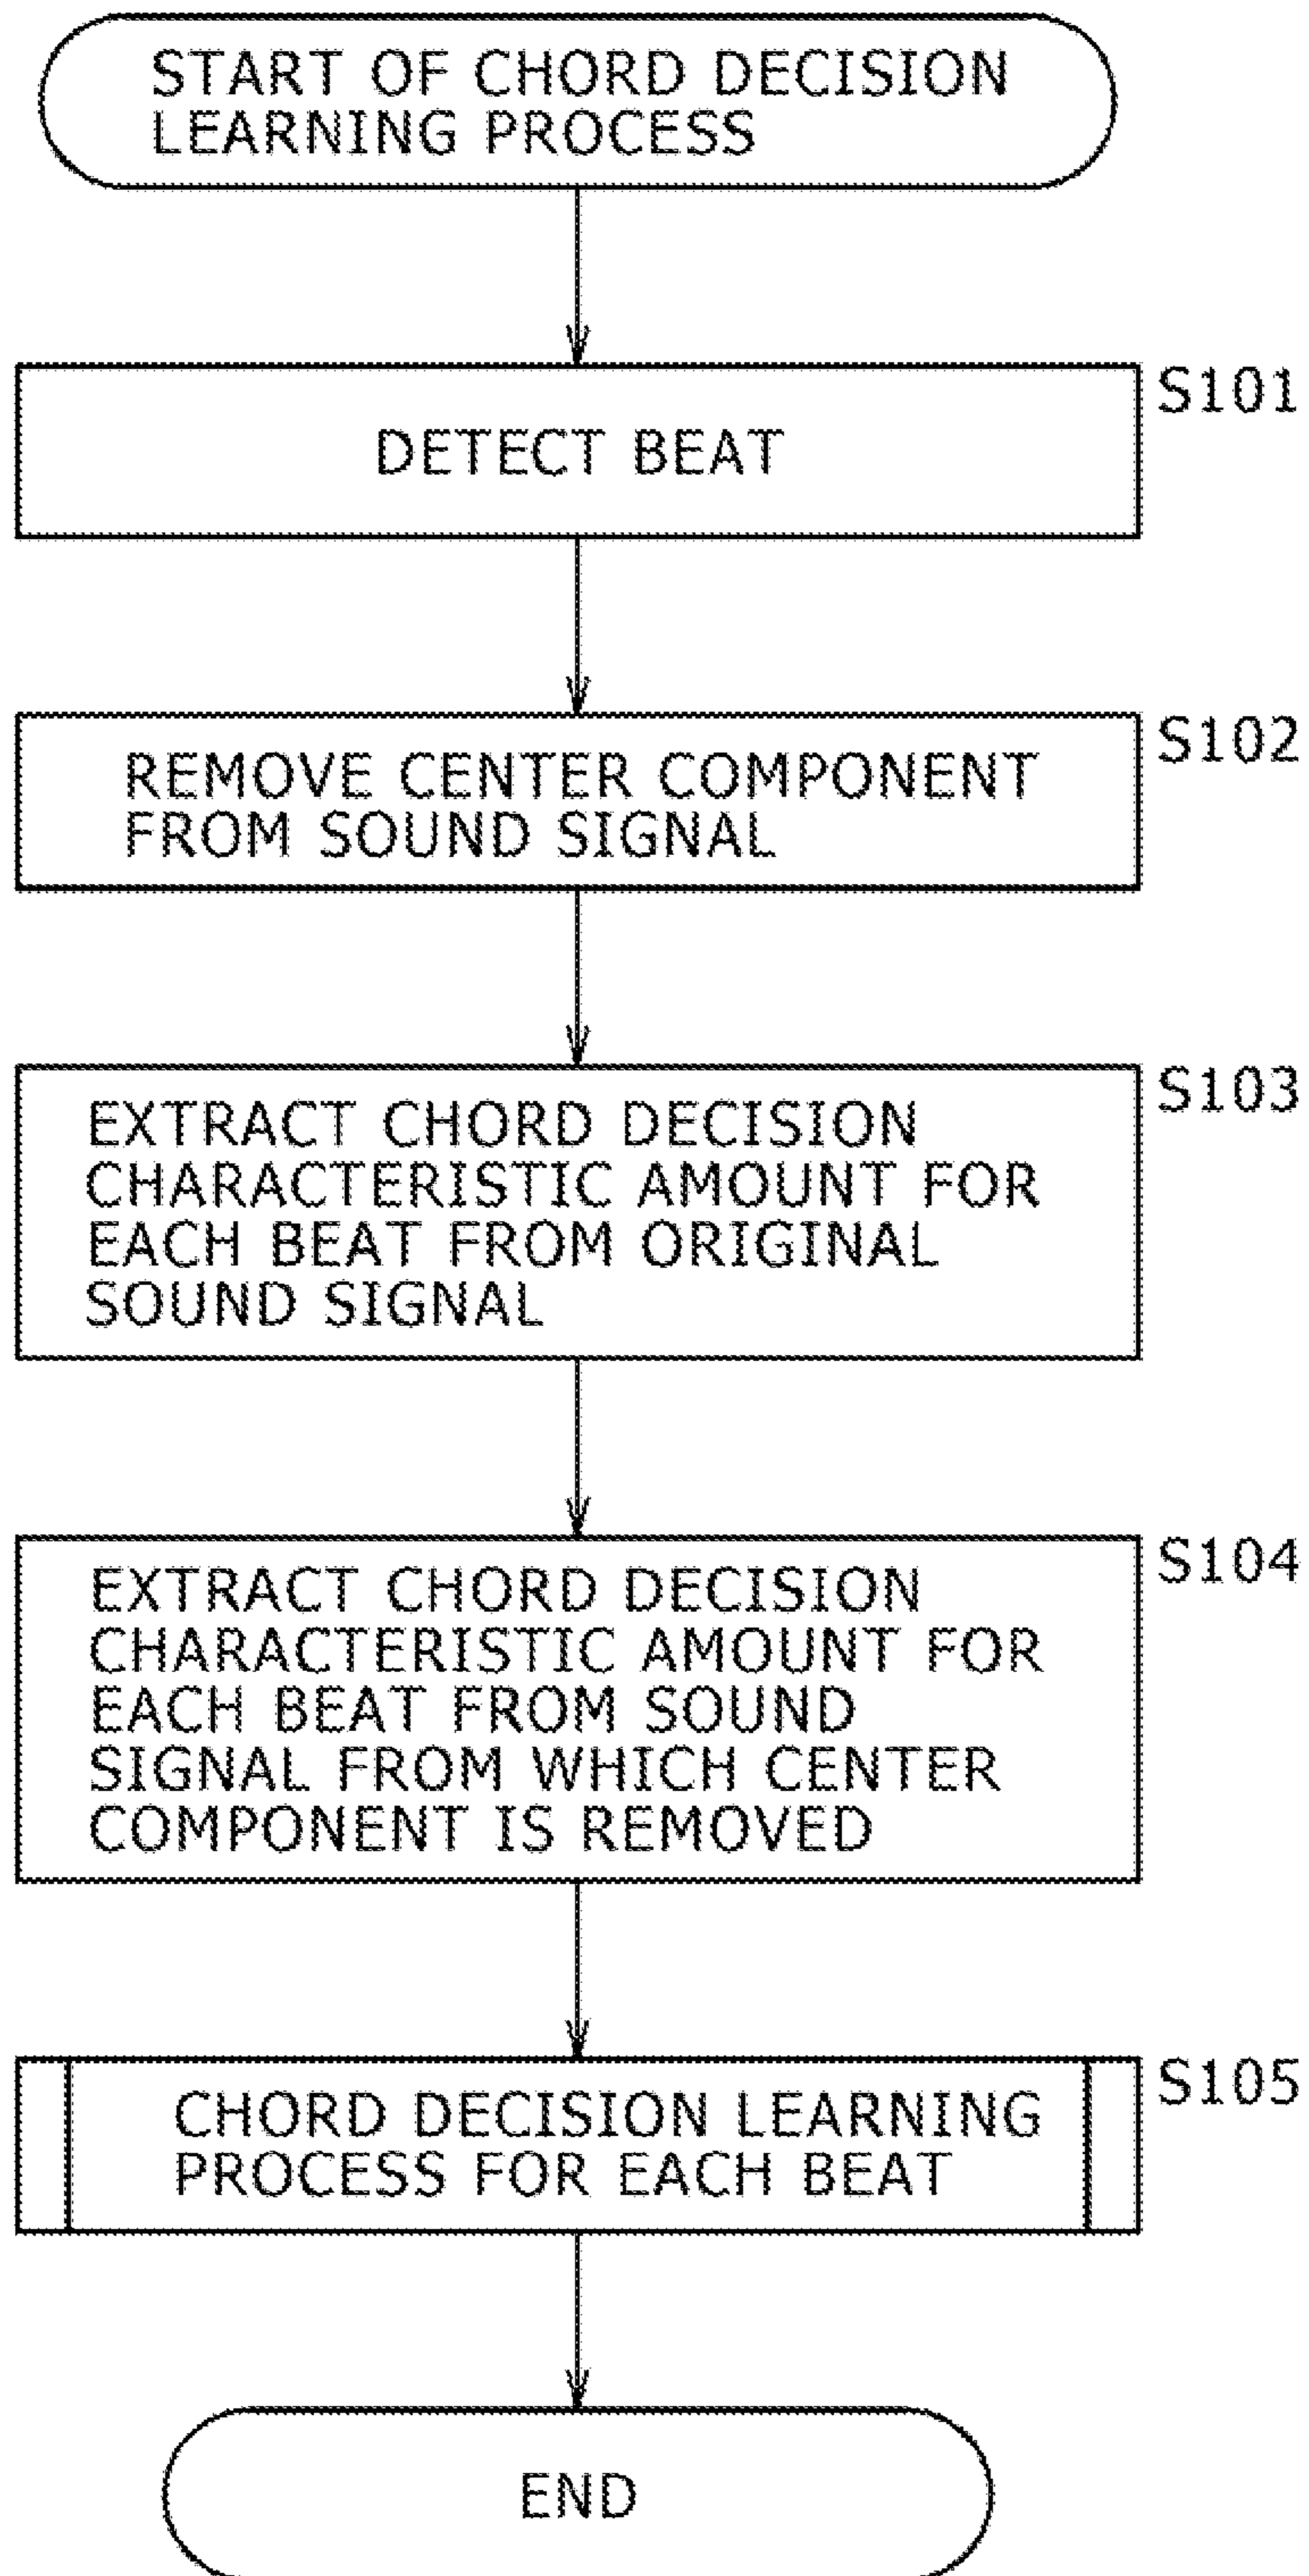 START OF CHORD DECISION
LEARNING PROCESS
S101
DETECT BEAT
S102
REMOVE CENTER COMPONENT
FROM SOUND SIGNAL
S103
EXTRACT CHORD DECISION
CHARACTERISTIC AMOUNT FOR
EACH BEAT FROM ORIGINAL
SOUND SIGNAL
S104
EXTRACT CHORD DECISION
CHARACTERISTIC AMOUNT FOR
EACH BEAT FROM SOUND
SIGNAL FROM WHICH CENTER
COMPONENT IS REMOVED
S105
CHORD DECISION LEARNING
PROCESS FOR EACH BEAT
END